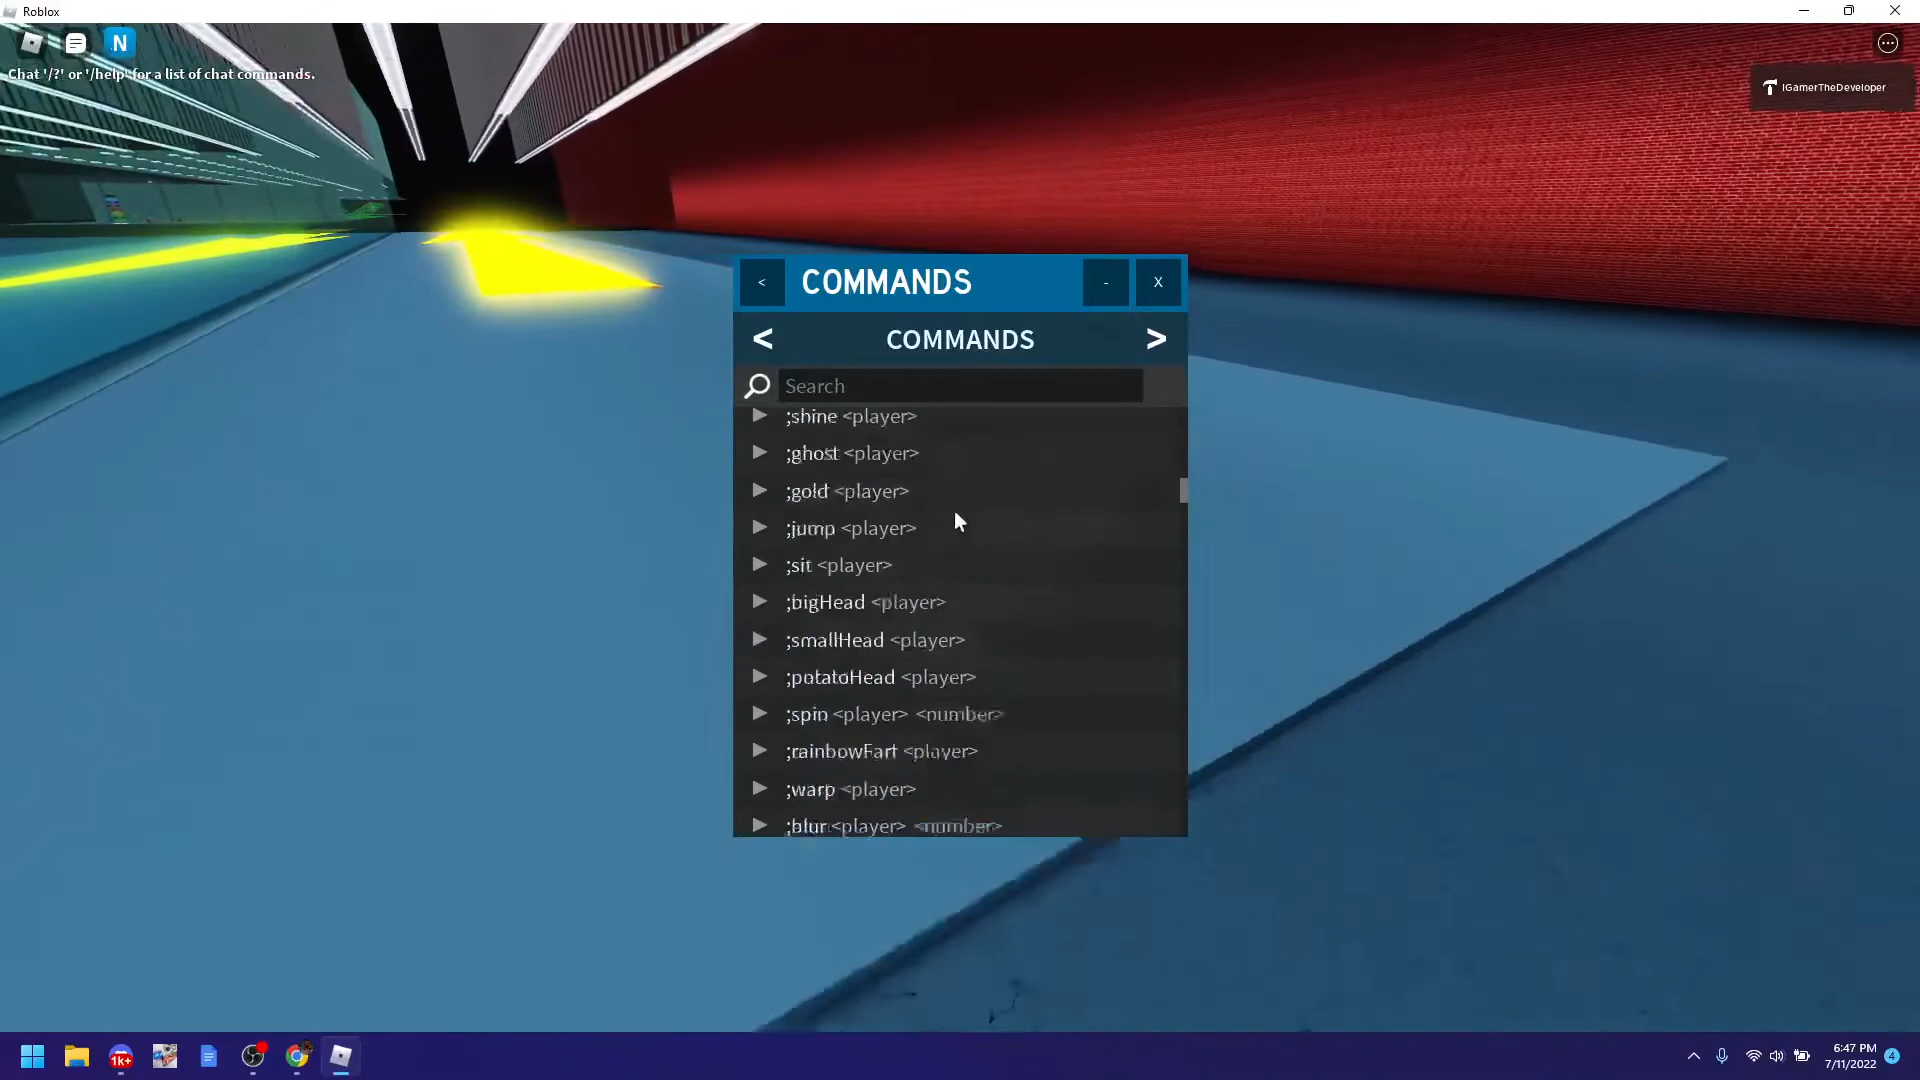 Roblox
N
Chat '/?' or '/help' for a list of chat commands.
IGamerTheDeveloper
< COMMANDS - X
< COMMANDS >
Search
;shine <player>
;ghost <player>
;gold <player>
;jump <player>
;sit <player>
;bigHead <player>
;smallHead <player>
;potatoHead <player>
;spin <player> <number>
;rainbowFart <player>
;warp <player>
;blur <player> <number>
1k+
6:47 PM
7/11/2022
4